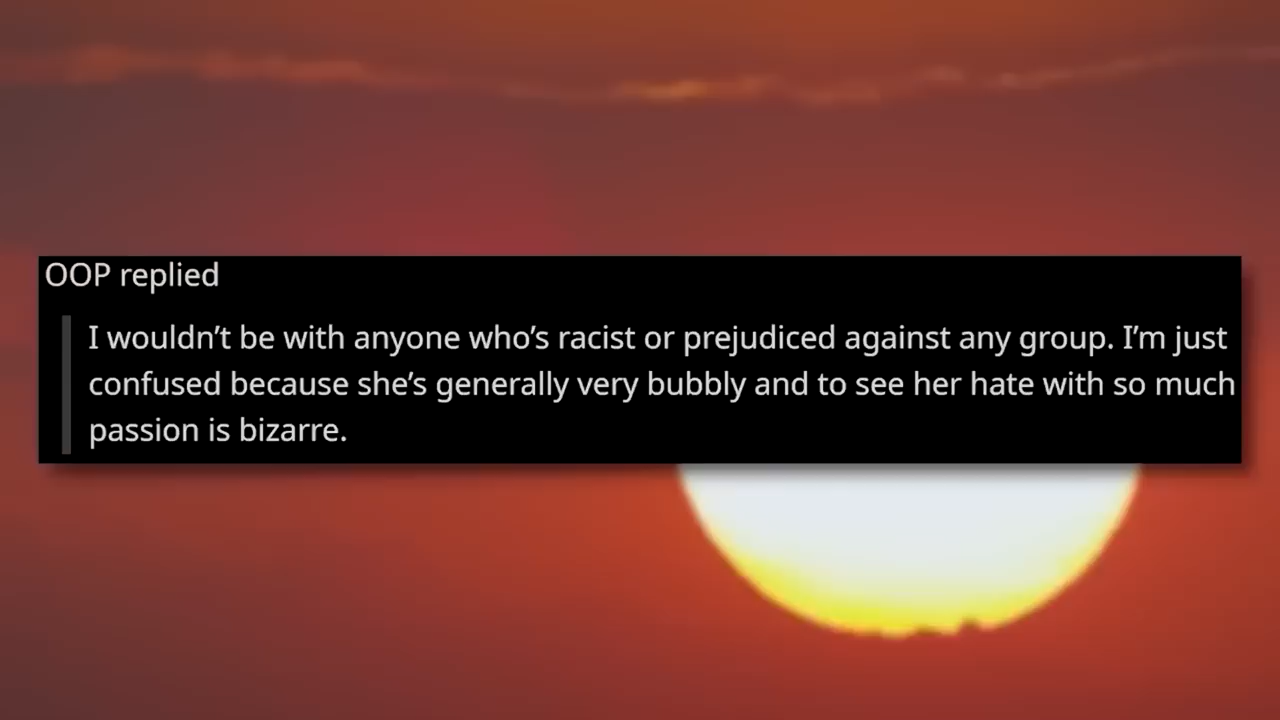 OOP replied
I wouldn’t be with anyone who’s racist or prejudiced against any group. I’m just
confused because she’s generally very bubbly and to see her hate with so much
passion is bizarre.